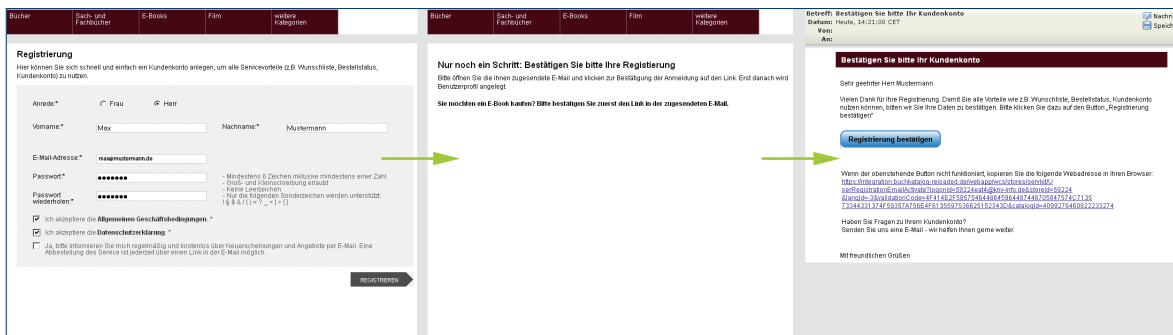 Bücher
Sach- und
Fachbücher
E-Books
Film
weitere
Kategorien
Registrierung
Hier können Sie sich schnell und einfach ein Kundenkonto anlegen, um alle Servicevorteile (z.B. Wunschliste, Bestellstatus,
Kundenkonto) zu nutzen.
Anrede:*
Frau
Herr
Vorname:*
Max
Nachname:*
Mustermann
E-Mail-Adresse:*
max@mustermann.de
Passwort:*
- Mindestens 6 Zeichen inklusive mindestens einer Zahl
- Groß- und Kleinschreibung erlaubt
- Keine Leerzeichen
- Nur die folgenden Sonderzeichen werden unterstützt:
! § $ & / ( ) = ? _ < | > [ ]
Passwort
wiederholen:*
Ich akzeptiere die Allgemeinen Geschäftsbedingungen. *
Ich akzeptiere die Datenschutzerklärung. *
Ja, bitte informieren Sie mich regelmäßig und kostenlos über Neuerscheinungen und Angebote per E-Mail. Eine
Abbestellung des Service ist jederzeit über einen Link in der E-Mail möglich.
REGISTRIEREN
Bücher
Sach- und
Fachbücher
E-Books
Film
weitere
Kategorien
Nur noch ein Schritt: Bestätigen Sie bitte Ihre Registierung
Bitte öffnen Sie die Ihnen zugesendete E-Mail und klicken zur Bestätigung der Anmeldung auf den Link. Erst danach wird
Benutzerprofil angelegt.
Sie möchten ein E-Book kaufen? Bitte bestätigen Sie zuerst den Link in der zugesendeten E-Mail.
Betreff: Bestätigen Sie bitte Ihr Kundenkonto
Datum: Heute, 14:21:00 CET
Von:
An:
Nachri
Speich
Bestätigen Sie bitte Ihr Kundenkonto
Sehr geehrter Herr Mustermann
Vielen Dank für Ihre Registrierung. Damit Sie alle Vorteile wie z.B. Wunschliste, Bestellstatus, Kundenkonto
nutzen können, bitten wir Sie Ihre Daten zu bestätigen. Bitte klicken Sie dazu auf den Button „Registrierung
bestätigen"
Registrierung bestätigen
Wenn der obenstehende Button nicht funktioniert, kopieren Sie die folgende Webadresse in Ihren Browser:
Haben Sie Fragen zu Ihrem Kundenkonto?
Senden Sie uns eine E-Mail - wir helfen Ihnen gerne weiter.
Mit freundlichen Grüßen